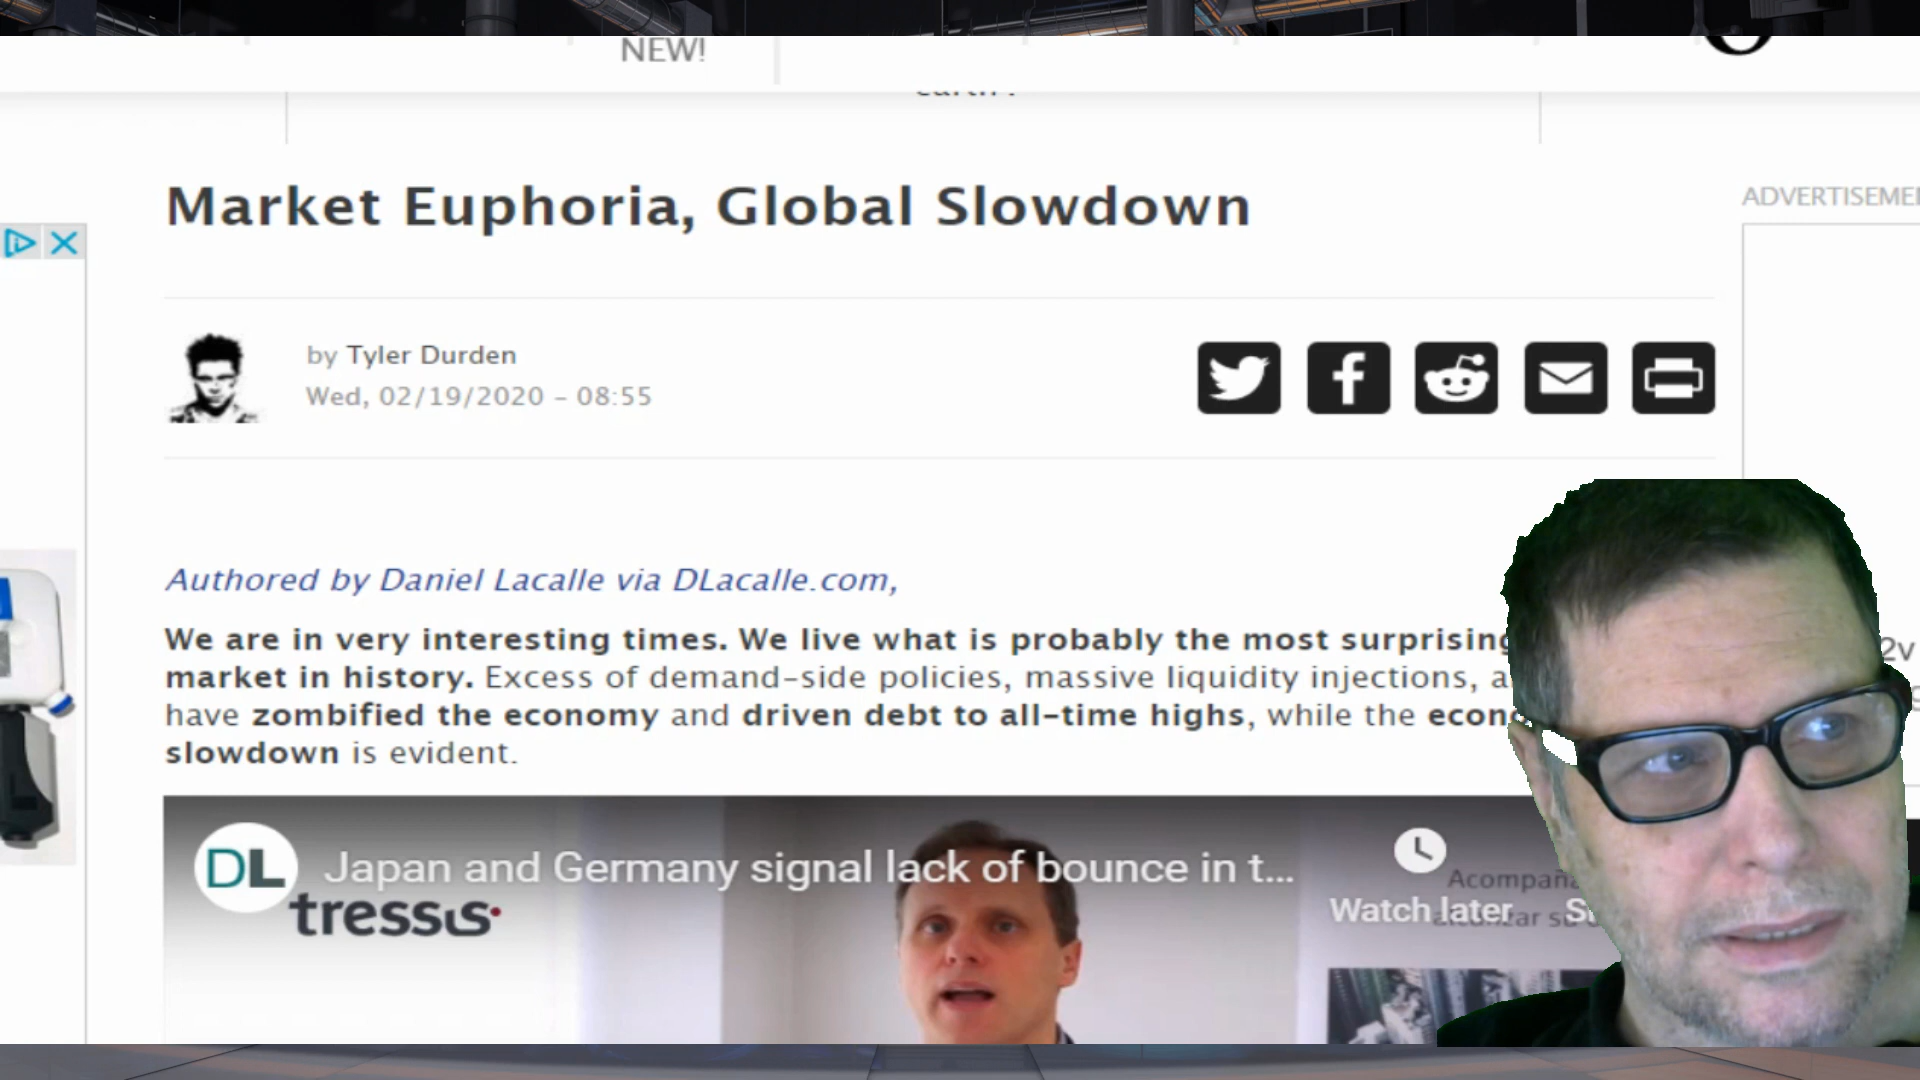 NEW!
Market Euphoria, Global Slowdown
ADVERTISEME
by Tyler Durden
Wed, 02/19/2020 - 08:55
Authored by Daniel Lacalle via DLacalle.com,
We are in very interesting times. We live what is probably the most surprising
market in history. Excess of demand-side policies, massive liquidity injections, a
have zombified the economy and driven debt to all-time highs, while the econo
slowdown is evident.
2v
DL Japan and Germany signal lack of bounce in t...
tressis
Watch later
Acompaña